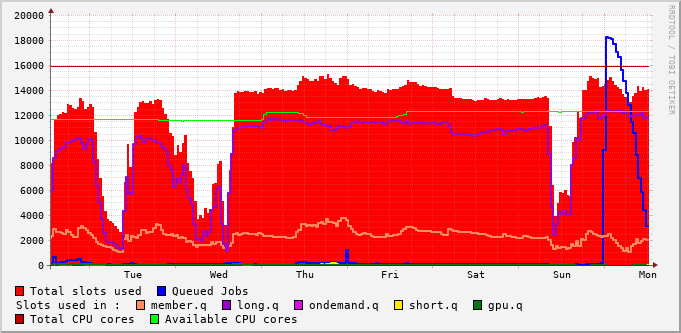 20000
18000
16000
14000
12000
10000
8000
6000
4000
2000
0
Tue Wed Thu Fri Sat Sun Mon
Total slots used Queued Jobs
Slots used in : member.q long.q ondemand.q short.q gpu.q
Total CPU cores Available CPU cores
RRDTOOL / TOBI OETIKER